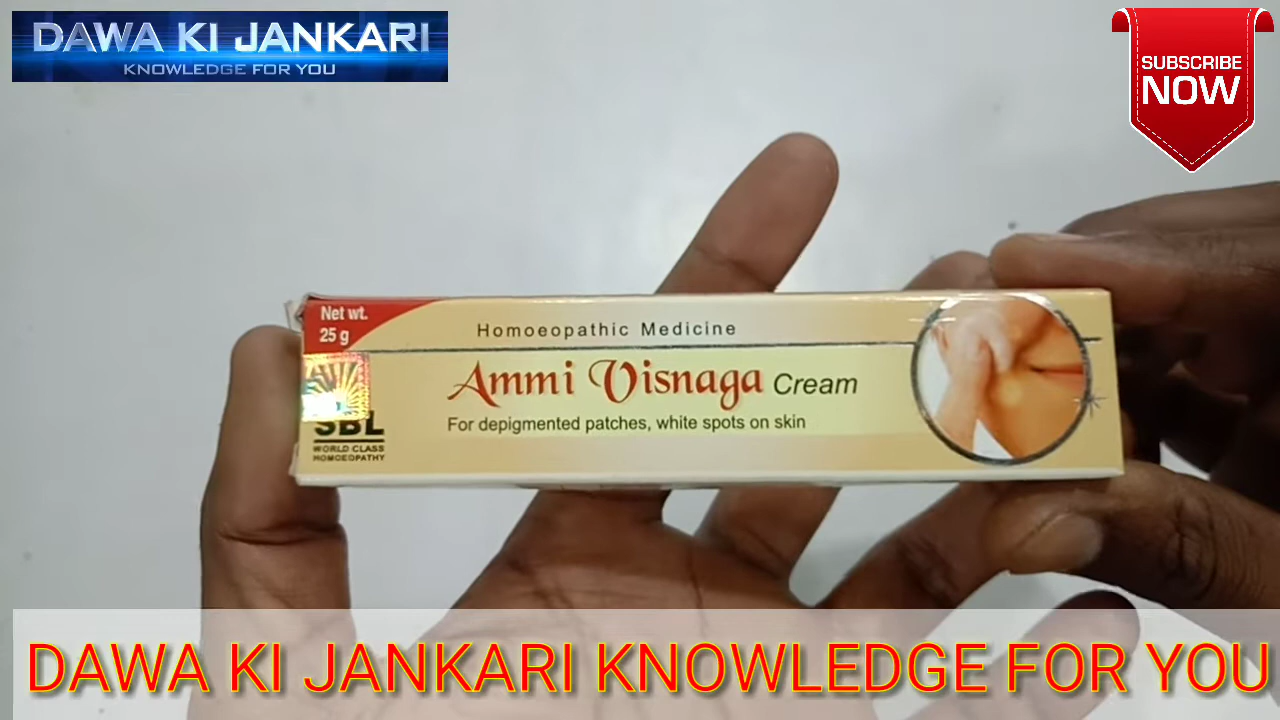 DAWA KI JANKARI
KNOWLEDGE FOR YOU
SUBSCRIBE
NOW
Net wt.
25 g
Homoeopathic Medicine
Ammi Visnaga Cream
For depigmented patches, white spots on skin
SBL
WORLD CLASS
HOMOEOPATHY
DAWA KI JANKARI KNOWLEDGE FOR YOU